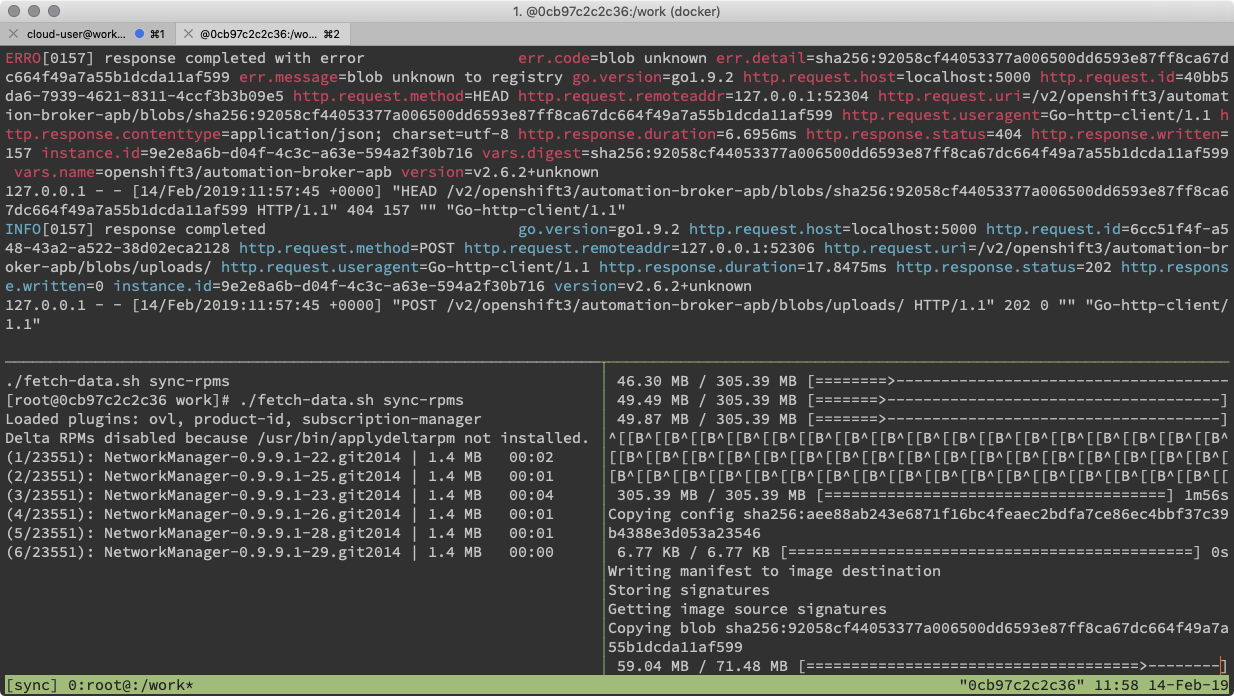 1. @0cb97c2c2c36:/work (docker)
cloud-user@work... ⌘1 @0cb97c2c2c36:/wo... ⌘2
ERRO[0157] response completed with error err.code=blob unknown err.detail=sha256:92058cf44053377a006500dd6593e87ff8ca67d
c664f49a7a55b1dcda11af599 err.message=blob unknown to registry go.version=go1.9.2 http.request.host=localhost:5000 http.request.id=40bb5
da6-7939-4621-8311-4ccf3b3b09e5 http.request.method=HEAD http.request.remoteaddr=127.0.0.1:52304 http.request.uri=/v2/openshift3/automat
ion-broker-apb/blobs/sha256:92058cf44053377a006500dd6593e87ff8ca67dc664f49a7a55b1dcda11af599 http.request.useragent=Go-http-client/1.1 h
ttp.response.contenttype=application/json; charset=utf-8 http.response.duration=6.6956ms http.response.status=404 http.response.written=
157 instance.id=9e2e8a6b-d04f-4c3c-a63e-594a2f30b716 vars.digest=sha256:92058cf44053377a006500dd6593e87ff8ca67dc664f49a7a55b1dcda11af599
vars.name=openshift3/automation-broker-apb version=v2.6.2+unknown
127.0.0.1 - - [14/Feb/2019:11:57:45 +0000] "HEAD /v2/openshift3/automation-broker-apb/blobs/sha256:92058cf44053377a006500dd6593e87ff8ca6
7dc664f49a7a55b1dcda11af599 HTTP/1.1" 404 157 "" "Go-http-client/1.1"
INFO[0157] response completed go.version=go1.9.2 http.request.host=localhost:5000 http.request.id=6cc51f4f-a5
48-43a2-a522-38d02eca2128 http.request.method=POST http.request.remoteaddr=127.0.0.1:52306 http.request.uri=/v2/openshift3/automation-br
oker-apb/blobs/uploads/ http.request.useragent=Go-http-client/1.1 http.response.duration=17.8475ms http.response.status=202 http.respons
e.written=0 instance.id=9e2e8a6b-d04f-4c3c-a63e-594a2f30b716 version=v2.6.2+unknown
127.0.0.1 - - [14/Feb/2019:11:57:45 +0000] "POST /v2/openshift3/automation-broker-apb/blobs/uploads/ HTTP/1.1" 202 0 "" "Go-http-client/
1.1"
./fetch-data.sh sync-rpms
[root@0cb97c2c2c36 work]# ./fetch-data.sh sync-rpms
Loaded plugins: ovl, product-id, subscription-manager
Delta RPMs disabled because /usr/bin/applydeltarpm not installed.
(1/23551): NetworkManager-0.9.9.1-22.git2014 | 1.4 MB 00:02
(2/23551): NetworkManager-0.9.9.1-25.git2014 | 1.4 MB 00:01
(3/23551): NetworkManager-0.9.9.1-23.git2014 | 1.4 MB 00:04
(4/23551): NetworkManager-0.9.9.1-26.git2014 | 1.4 MB 00:01
(5/23551): NetworkManager-0.9.9.1-28.git2014 | 1.4 MB 00:01
(6/23551): NetworkManager-0.9.9.1-29.git2014 | 1.4 MB 00:00
46.30 MB / 305.39 MB [========>-------------------------------------
49.49 MB / 305.39 MB [=======>-------------------------------------]
49.87 MB / 305.39 MB [=======>-------------------------------------]
^[[B^[[B^[[B^[[B^[[B^[[B^[[B^[[B^[[B^[[B^[[B^[[B^[[B^[[B^[[B^[[B^[[B^
[[B^[[B^[[B^[[B^[[B^[[B^[[B^[[B^[[B^[[B^[[B^[[B^[[B^[[B^[[B^[[B^[[B^[
[B^[[B^[[B^[[B^[[B^[[B^[[B^[[B^[[B^[[B^[[B^[[B^[[B^[[B^[[B^[[B^[[B^[[
305.39 MB / 305.39 MB [======================================] 1m56s
Copying config sha256:aee88ab243e6871f16bc4feaec2bdfa7ce86ec4bbf37c39
b4388e3d053a23546
6.77 KB / 6.77 KB [=============================================] 0s
Writing manifest to image destination
Storing signatures
Getting image source signatures
Copying blob sha256:92058cf44053377a006500dd6593e87ff8ca67dc664f49a7a
55b1dcda11af599
59.04 MB / 71.48 MB [=====================================>--------]
[sync] 0:root@:/work* "0cb97c2c2c36" 11:58 14-Feb-19